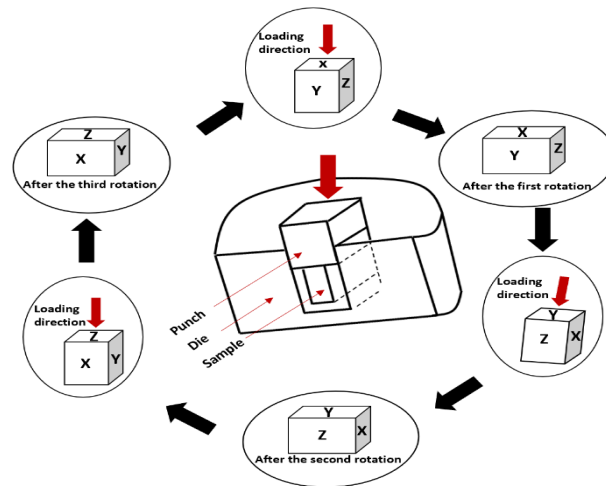 Loading
direction
x
Y
Z
X
Y
Z
After the first rotation
Loading
direction
Y
Z
X
Y
Z
X
After the second rotation
Loading
direction
Z
X
Y
Z
X
Y
After the third rotation
Punch
Die
Sample